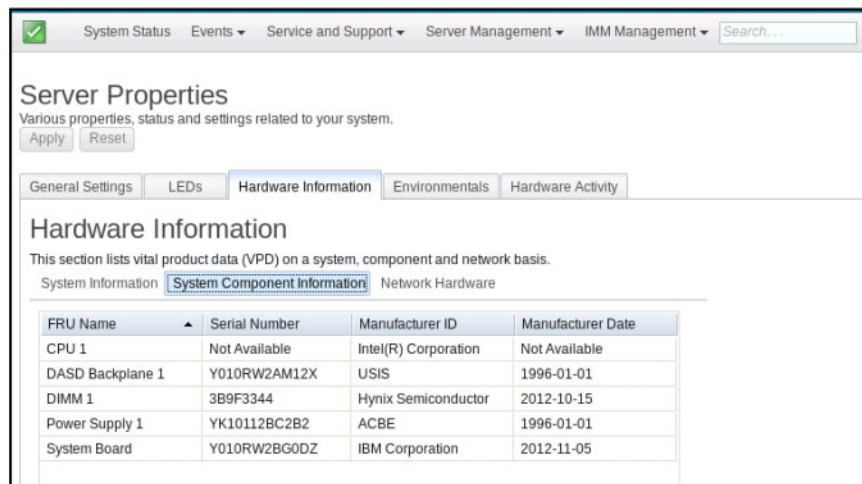 System Status Events Service and Support Server Management IMM Management Search. . .
Server Properties
Various properties, status and settings related to your system.
Apply Reset
General Settings LEDs Hardware Information Environmentals Hardware Activity
Hardware Information
This section lists vital product data (VPD) on a system, component and network basis.
System Information System Component Information Network Hardware
FRU Name Serial Number Manufacturer ID Manufacturer Date
CPU 1 Not Available Intel(R) Corporation Not Available
DASD Backplane 1 Y010RW2AM12X USIS 1996-01-01
DIMM 1 3B9F3344 Hynix Semiconductor 2012-10-15
Power Supply 1 YK10112BC2B2 ACBE 1996-01-01
System Board Y010RW2BG0DZ IBM Corporation 2012-11-05